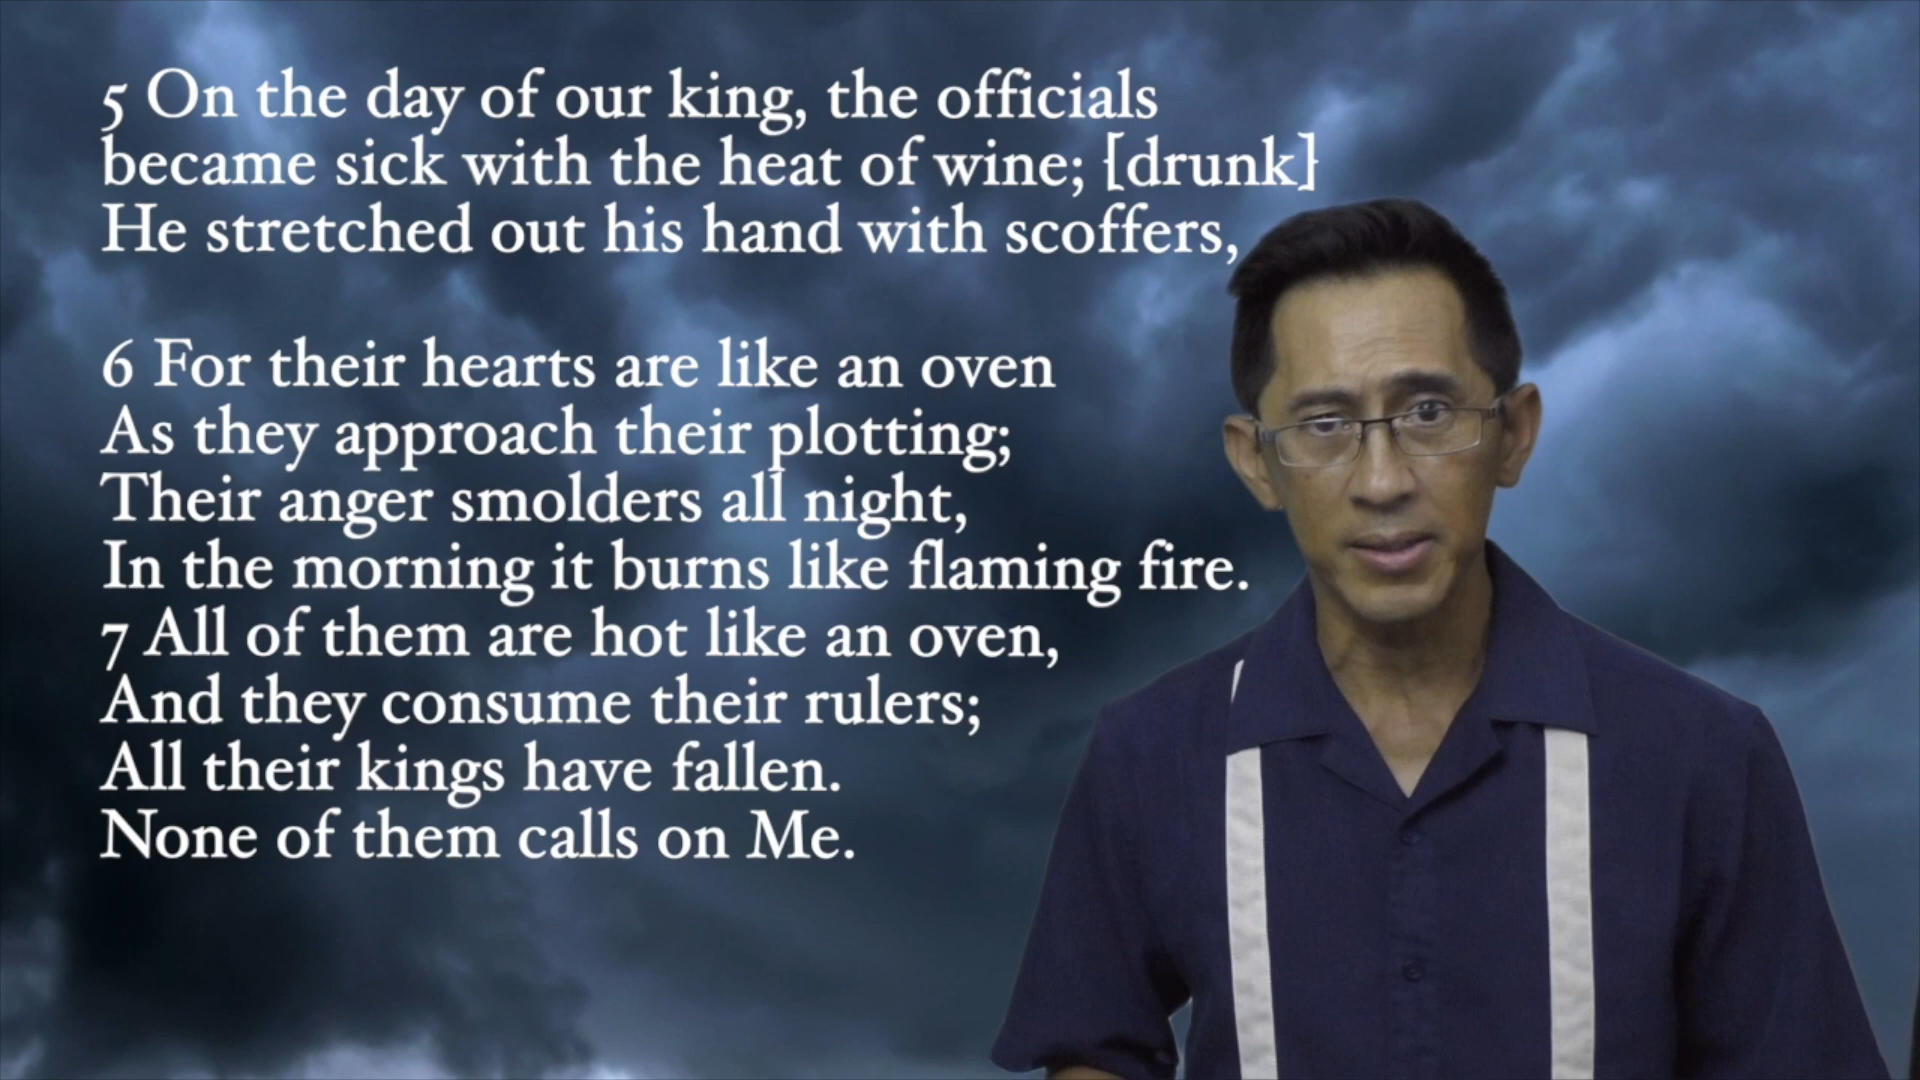 5 On the day of our king, the officials
became sick with the heat of wine; [drunk]
He stretched out his hand with scoffers,
6 For their hearts are like an oven
As they approach their plotting;
Their anger smolders all night,
In the morning it burns like flaming fire.
7 All of them are hot like an oven,
And they consume their rulers;
All their kings have fallen.
None of them calls on Me.